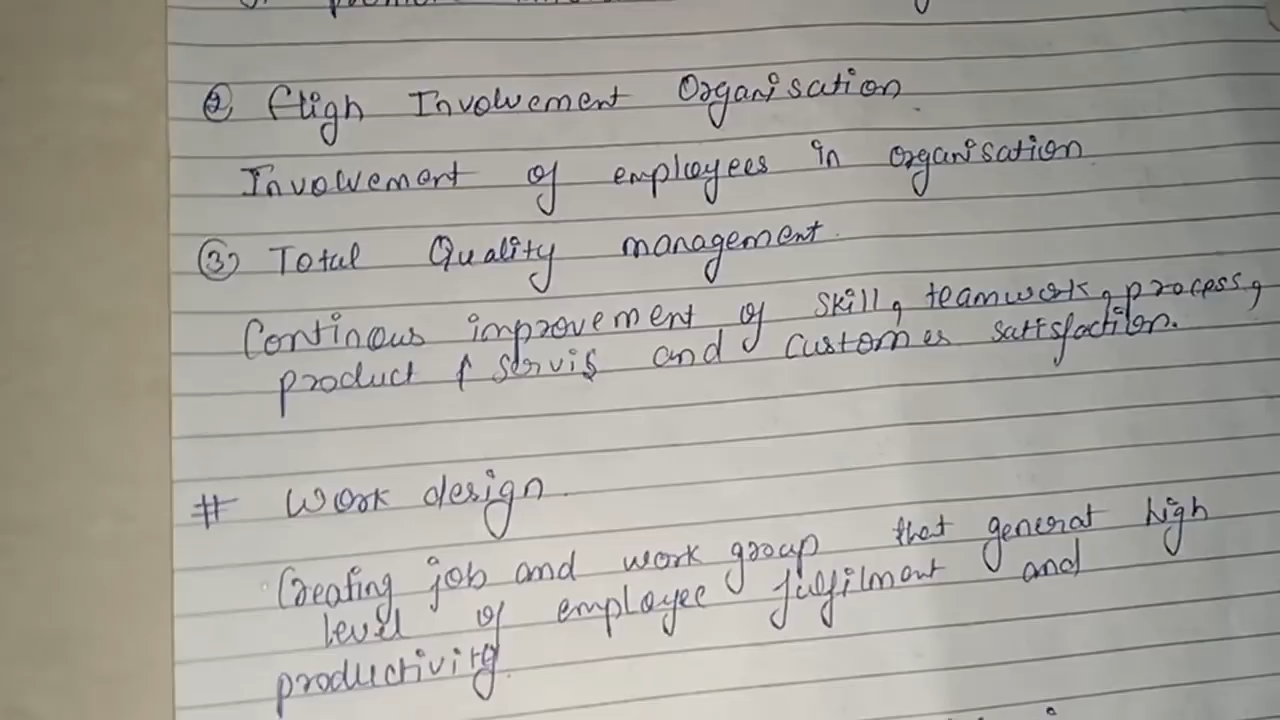 ② High Involvement Organisation
Involvement of employees in organisation
③ Total Quality management.
Continous improvement of skill, teamwork, process,
product & servis and customer satisfaction.
# Work design.
Creating job and work group that generat high
level of employee fulfilment and
productivity.